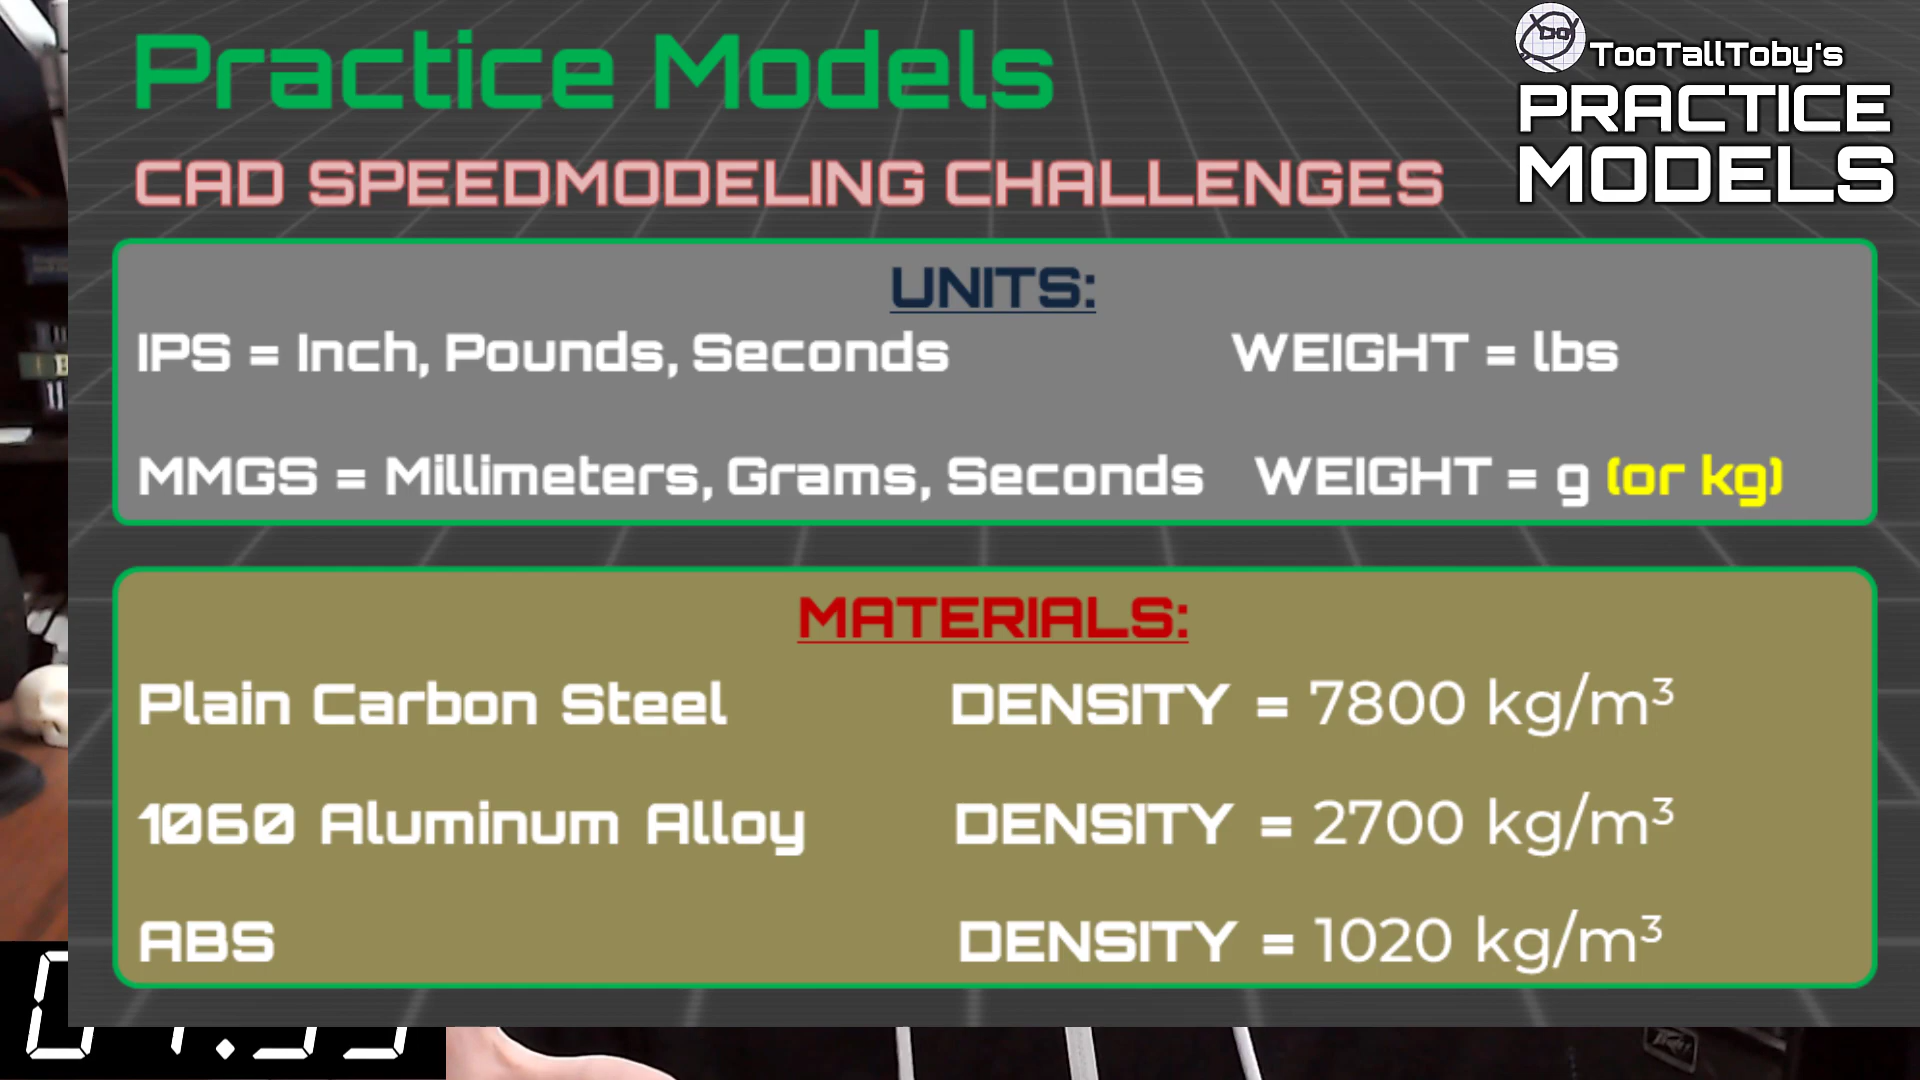 Practice Models
TooTallToby's
PRACTICE
MODELS
CAD SPEEDMODELING CHALLENGES
UNITS:
IPS = Inch, Pounds, Seconds WEIGHT = lbs
MMGS = Millimeters, Grams, Seconds WEIGHT = g (or kg)
MATERIALS:
Plain Carbon Steel DENSITY = 7800 kg/m³
1060 Aluminum Alloy DENSITY = 2700 kg/m³
ABS DENSITY = 1020 kg/m³